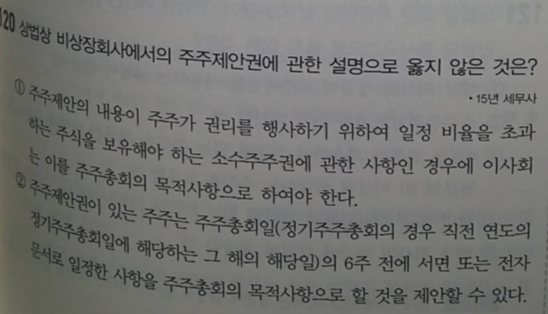 120 상법상 비상장회사에서의 주주제안권에 관한 설명으로 옳지 않은 것은?
• 15년 세무사
① 주주제안의 내용이 주주가 권리를 행사하기 위하여 일정 비율을 초과
하는 주식을 보유해야 하는 소수주주권에 관한 사항인 경우에 이사회
는 이를 주주총회의 목적사항으로 하여야 한다.
② 주주제안권이 있는 주주는 주주총회일(정기주주총회의 경우 직전 연도의
정기주주총회일에 해당하는 그 해의 해당일)의 6주 전에 서면 또는 전자
문서로 일정한 사항을 주주총회의 목적사항으로 할 것을 제안할 수 있다.